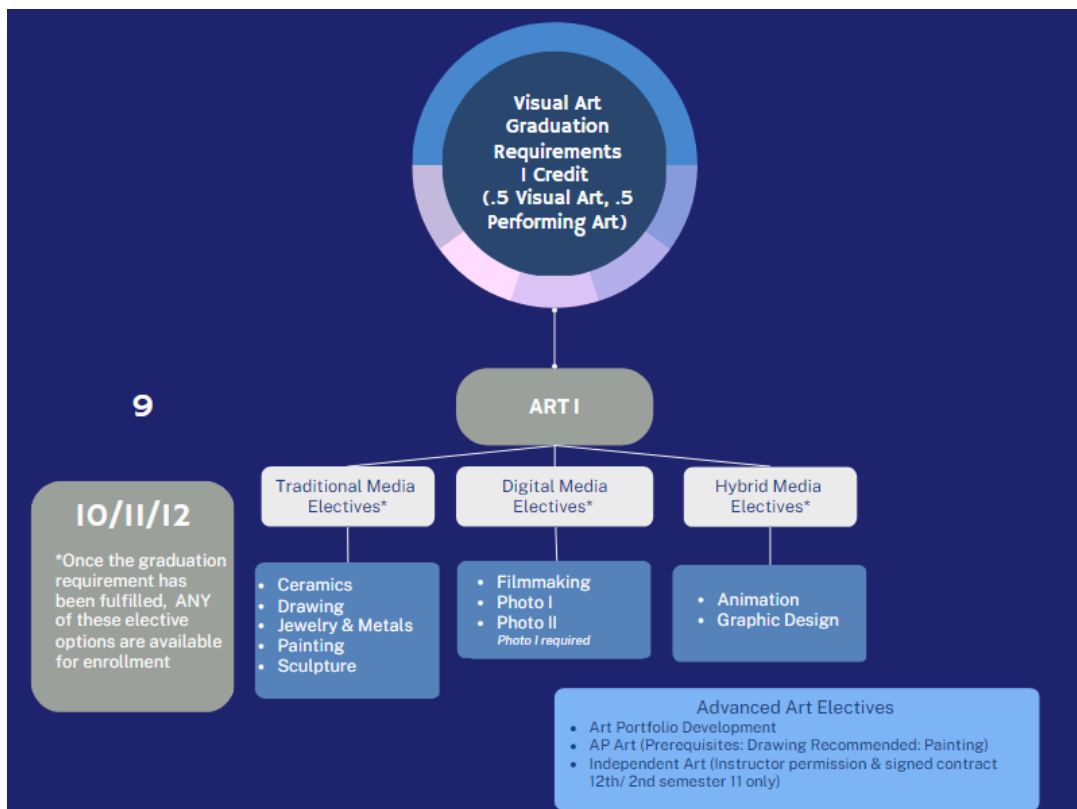 Visual Art
Graduation
Requirements
1 Credit
(.5 Visual Art, .5
Performing Art)
9
ART I
Traditional Media
Electives*
Digital Media
Electives*
Hybrid Media
Electives*
10/11/12
*Once the graduation
requirement has
been fulfilled, ANY
of these elective
options are available
for enrollment
• Ceramics
• Drawing
• Jewelry & Metals
• Painting
• Sculpture
• Filmmaking
• Photo I
• Photo II
Photo I required
• Animation
• Graphic Design
Advanced Art Electives
• Art Portfolio Development
• AP Art (Prerequisites: Drawing Recommended: Painting)
• Independent Art (Instructor permission & signed contract
12th/ 2nd semester 11 only)